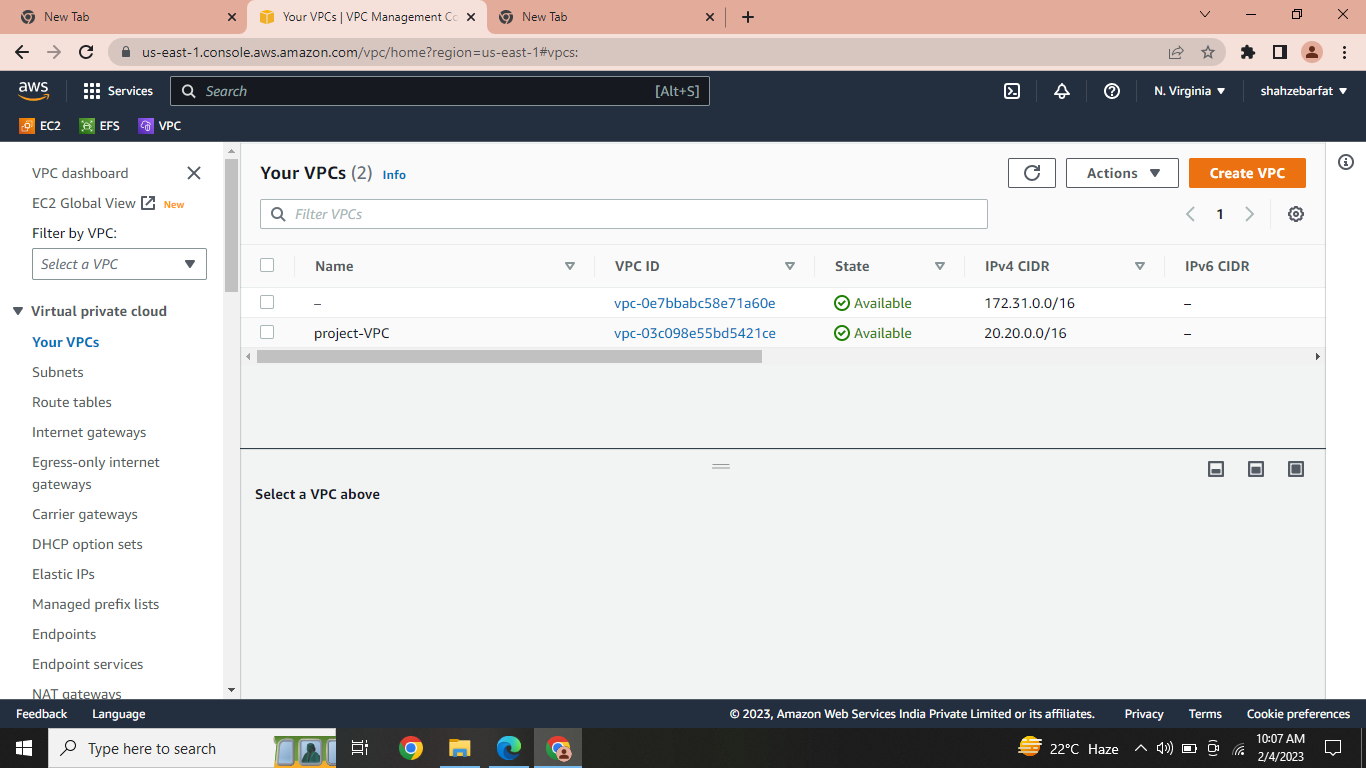 New Tab
Your VPCs | VPC Management Co
New Tab
us-east-1.console.aws.amazon.com/vpc/home?region=us-east-1#vpcs:
aws
Services
Search
[Alt+S]
N. Virginia
shahzebarfat
EC2
EFS
VPC
VPC dashboard
EC2 Global View
New
Filter by VPC:
Select a VPC
Virtual private cloud
Your VPCs
Subnets
Route tables
Internet gateways
Egress-only internet
gateways
Carrier gateways
DHCP option sets
Elastic IPs
Managed prefix lists
Endpoints
Endpoint services
NAT gateways
Your VPCs (2) Info
Actions
Create VPC
Filter VPCs
1
Name VPC ID State IPv4 CIDR IPv6 CIDR
– vpc-0e7bbabc58e71a60e Available 172.31.0.0/16 –
project-VPC vpc-03c098e55bd5421ce Available 20.20.0.0/16 –
Select a VPC above
Feedback Language © 2023, Amazon Web Services India Private Limited or its affiliates. Privacy Terms Cookie preferences
Type here to search
22°C Haze
10:07 AM
2/4/2023